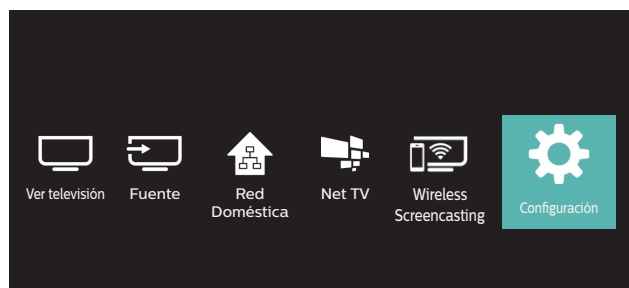 Ver televisión
Fuente
Red
Doméstica
Net TV
Wireless
Screencasting
Configuración